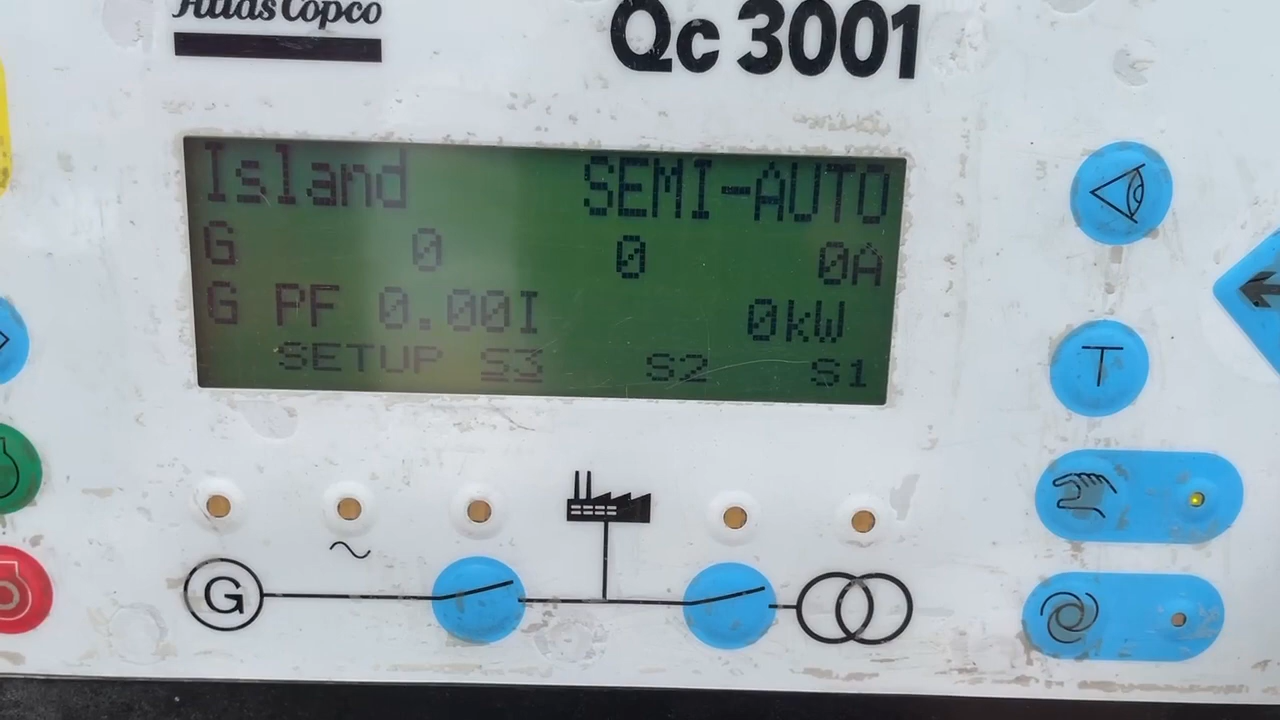 Atlas Copco
Qc 3001
Island SEMI-AUTO
G 0 0 0A
G PF 0.00I 0kW
SETUP S3 S2 S1
T
G